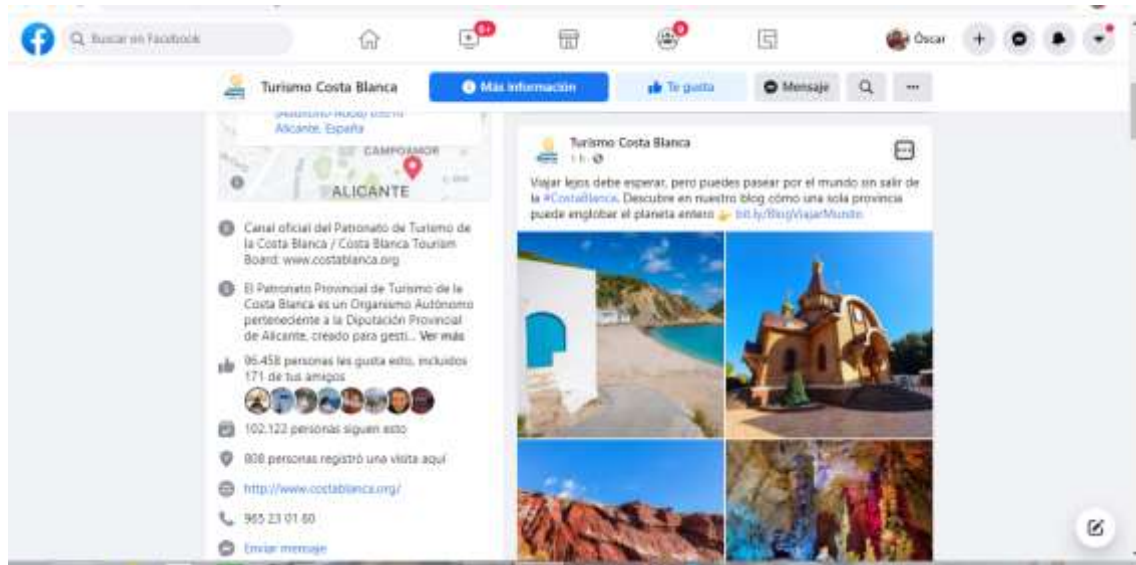 Buscar en Facebook
9+
9
Óscar
Turismo Costa Blanca
Más información
Te gusta
Mensaje
Alicante, España
CAMPOAMOR
ALICANTE
Canal oficial del Patronato de Turismo de
la Costa Blanca / Costa Blanca Tourism
Board: www.costablanca.org
El Patronato Provincial de Turismo de la
Costa Blanca es un Organismo Autónomo
perteneciente a la Diputación Provincial
de Alicante, creado para gesti... Ver más
96.458 personas les gusta esto, incluidos
171 de tus amigos
102.122 personas siguen esto
808 personas registró una visita aquí
http://www.costablanca.org/
965 23 01 60
Enviar mensaje
Turismo Costa Blanca
1 h
Viajar lejos debe esperar, pero puedes pasear por el mundo sin salir de
la #CostaBlanca. Descubre en nuestro blog cómo una sola provincia
puede englobar el planeta entero 👉 bit.ly/BlogViajarMundo